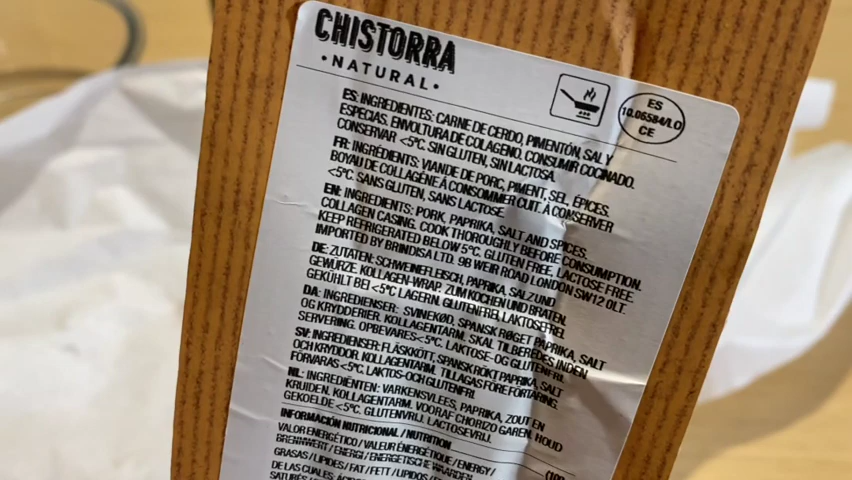 CHISTORRA
• NATURAL •
ES
10.06584/LO
CE
ES: INGREDIENTES: CARNE DE CERDO, PIMENTÓN, SAL Y
ESPECIAS. ENVOLTURA DE COLAGENO. CONSUMIR COCINADO.
CONSERVAR <5ºC. SIN GLUTEN, SIN LACTOSA.
FR: INGRÉDIENTS: VIANDE DE PORC, PIMENT, SEL, ÉPICES.
BOYAU DE COLLAGÈNE Á CONSOMMER CUIT. À CONSERVER
<5ºC. SANS GLUTEN, SANS LACTOSE.
EN: INGREDIENTS: PORK, PAPRIKA, SALT AND SPICES.
COLLAGEN CASING. COOK THOROUGHLY BEFORE CONSUMPTION.
KEEP REFRIGERATED BELOW 5ºC. GLUTEN FREE, LACTOSE FREE.
IMPORTED BY BRINDISA LTD. 9B WEIR ROAD LONDON SW12 0LT.
DE: ZUTATEN: SCHWEINEFLEISCH, PAPRIKA, SALZ UND
GEWÜRZE. KOLLAGEN-WRAP. ZUM KOCHEN UND BRATEN.
GEKÜHLT BEI <5ºC LAGERN. GLUTENFREI, LAKTOSEFREI.
DA: INGREDIENSER: SVINEKØD, SPANSK RØGET PAPRIKA, SALT
OG KRYDDERIER. KOLLAGENTARM. SKAL TILBEREDES INDEN
SERVERING. OPBEVARES <5ºC. LAKTOSE- OG GLUTENFRI.
SV: INGREDIENSER: FLÄSKKÖTT, SPANSK RÖKT PAPRIKA, SALT
OCH KRYDDOR. KOLLAGENTARM. TILLAGAS FÖRE FÖRTÄRING.
FÖRVARAS <5ºC. LAKTOS- OCH GLUTENFRI.
NL: INGREDIËNTEN: VARKENSVLEES, PAPRIKA, ZOUT EN
KRUIDEN. KOLLAGENTARM. VOORAF CHORIZO GAREN. HOUD
GEKOELDE <5ºC. GLUTENVRIJ, LACTOSEVRIJ.
INFORMACIÓN NUTRICIONAL / NUTRITION
VALOR ENERGÉTICO / VALEUR ÉNERGÉTIQUE / ENERGY /
BRENNWERT / ENERGI / ENERGETISCHE WAARDEN
GRASAS / LIPIDES / FAT / FETT / LIPIDOS /
DE LAS CUALES,